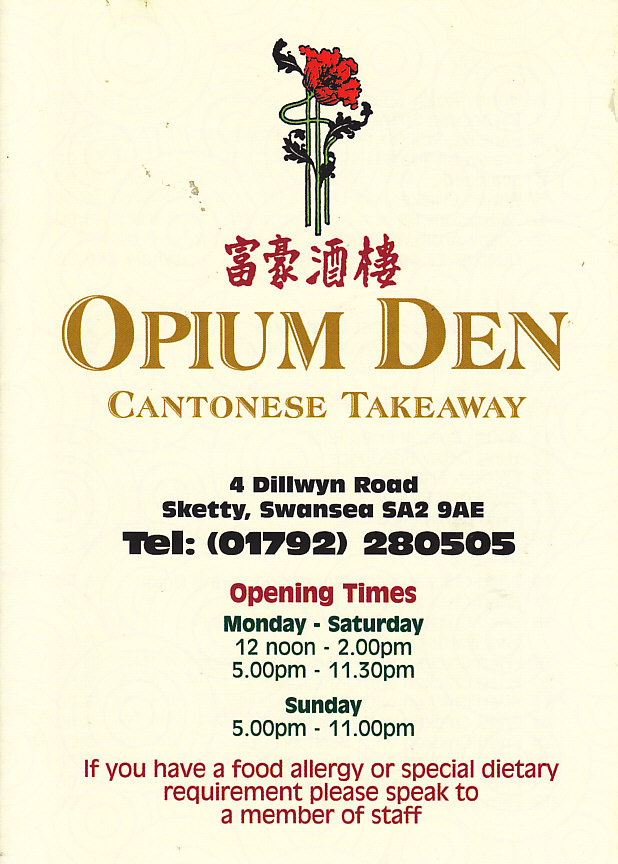 富豪酒樓
OPIUM DEN
CANTONESE TAKEAWAY
4 Dillwyn Road
Sketty, Swansea SA2 9AE
Tel: (01792) 280505
Opening Times
Monday - Saturday
12 noon - 2.00pm
5.00pm - 11.30pm
Sunday
5.00pm - 11.00pm
If you have a food allergy or special dietary
requirement please speak to
a member of staff